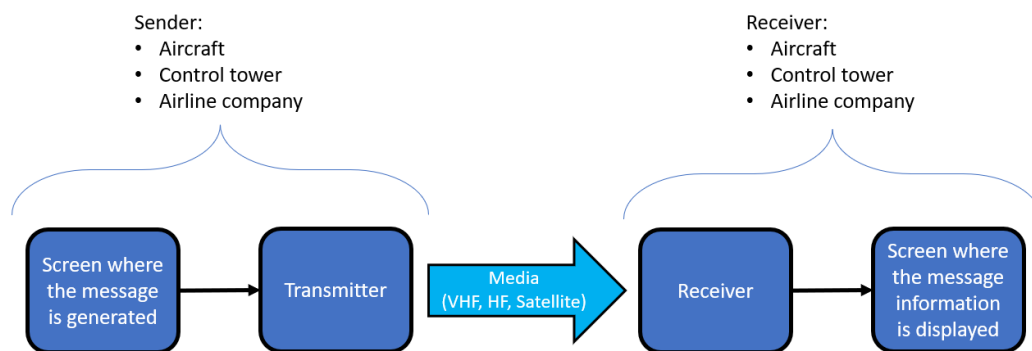 Sender:
• Aircraft
• Control tower
• Airline company
Receiver:
• Aircraft
• Control tower
• Airline company
Screen where
the message
is generated
Transmitter
Media
(VHF, HF, Satellite)
Receiver
Screen where
the message
information
is displayed